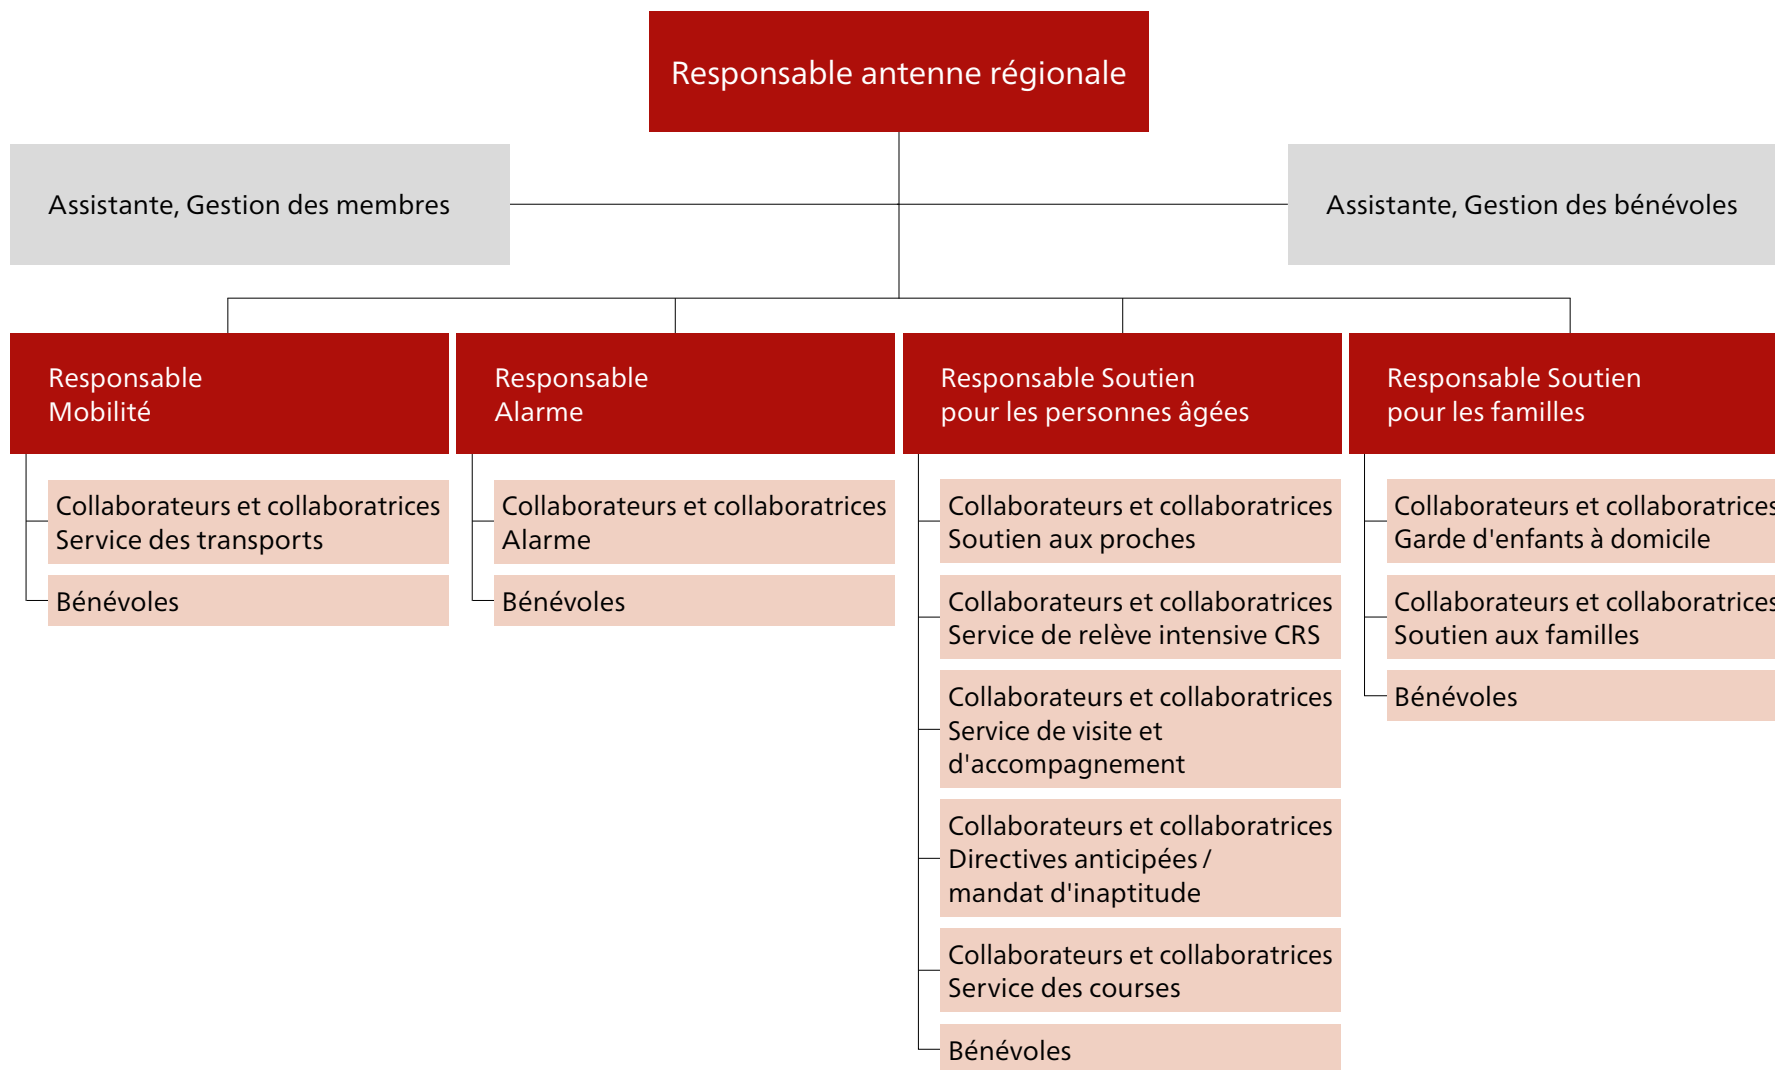 Responsable antenne régionale
Assistante, Gestion des membres
Assistante, Gestion des bénévoles
Responsable
Mobilité
Collaborateurs et collaboratrices
Service des transports
Bénévoles
Responsable
Alarme
Collaborateurs et collaboratrices
Alarme
Bénévoles
Responsable Soutien
pour les personnes âgées
Collaborateurs et collaboratrices
Soutien aux proches
Collaborateurs et collaboratrices
Service de relève intensive CRS
Collaborateurs et collaboratrices
Service de visite et
d'accompagnement
Collaborateurs et collaboratrices
Directives anticipées /
mandat d'inaptitude
Collaborateurs et collaboratrices
Service des courses
Bénévoles
Responsable Soutien
pour les familles
Collaborateurs et collaboratrices
Garde d'enfants à domicile
Collaborateurs et collaboratrices
Soutien aux familles
Bénévoles